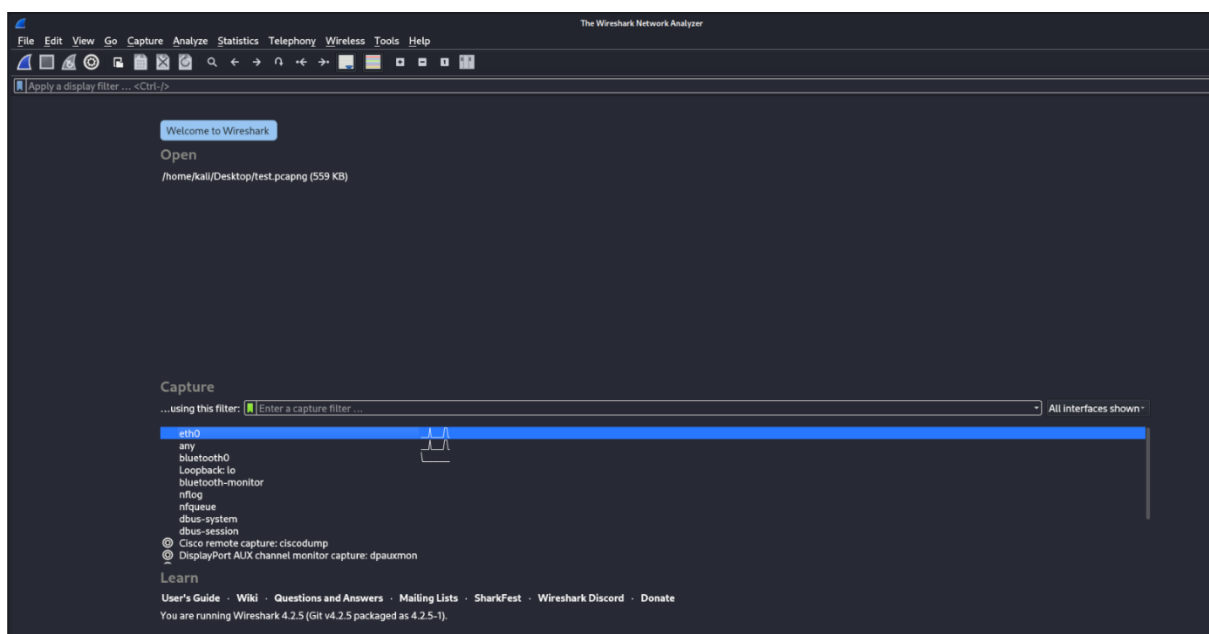 The Wireshark Network Analyzer
File Edit View Go Capture Analyze Statistics Telephony Wireless Tools Help
Apply a display filter ... <Ctrl-/>
Welcome to Wireshark
Open
/home/kali/Desktop/test.pcapng (559 KB)
Capture
...using this filter: Enter a capture filter ... All interfaces shown
eth0
any
bluetooth0
Loopback: lo
bluetooth-monitor
nflog
nfqueue
dbus-system
dbus-session
Cisco remote capture: ciscodump
DisplayPort AUX channel monitor capture: dpauxmon
Learn
User's Guide · Wiki · Questions and Answers · Mailing Lists · SharkFest · Wireshark Discord · Donate
You are running Wireshark 4.2.5 (Git v4.2.5 packaged as 4.2.5-1).